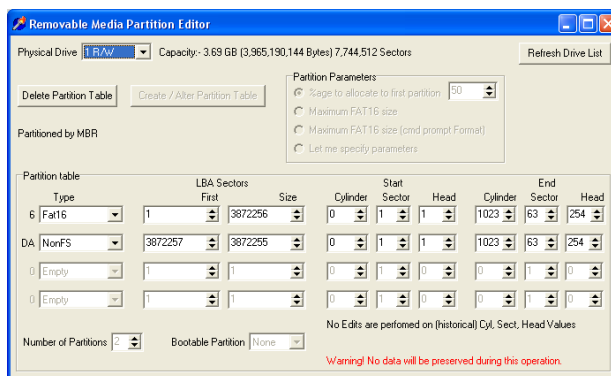 Removable Media Partition Editor
Physical Drive 1 R/W Capacity:- 3.69 GB (3,965,190,144 Bytes) 7,744,512 Sectors Refresh Drive List
Partition Parameters
Delete Partition Table Create / Alter Partition Table %age to allocate to first partition 50
Maximum FAT16 size
Partitioned by MBR Maximum FAT16 size (cmd prompt Format)
Let me specify parameters
Partition table
LBA Sectors Start End
Type First Size Cylinder Sector Head Cylinder Sector Head
6 Fat16 1 3872256 0 1 1 1023 63 254
DA NonFS 3872257 3872255 0 1 1 1023 63 254
0 Empty 1 1 0 1 0 0 1 0
0 Empty 1 1 0 1 0 0 1 0
No Edits are perfomed on (historical) Cyl, Sect, Head Values
Number of Partitions 2 Bootable Partition None
Warning! No data will be preserved during this operation.